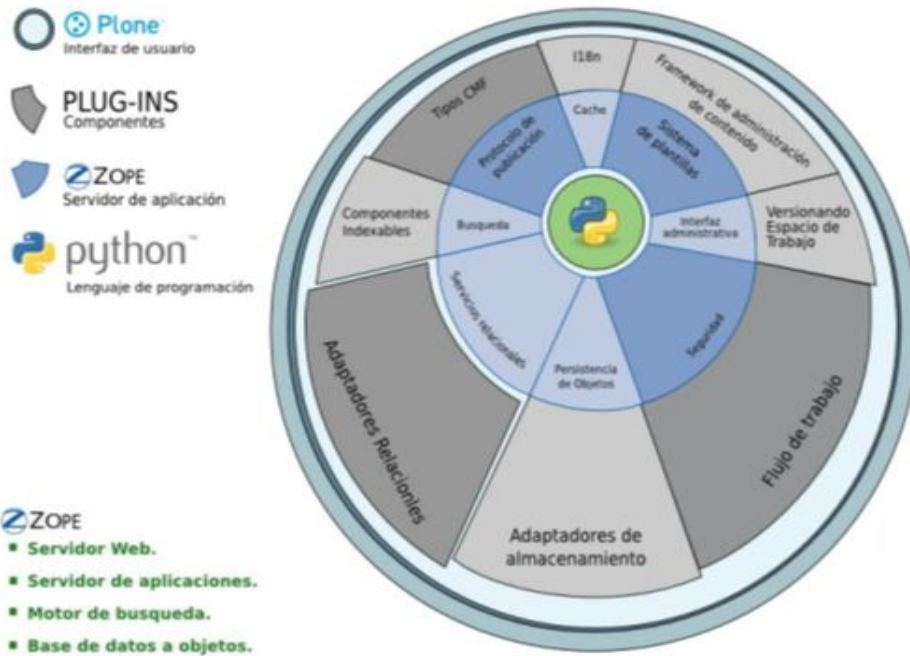 Plone
Interfaz de usuario
PLUG-INS
Componentes
ZOPE
Servidor de aplicación
python™
Lenguaje de programación
I18n
Tipos CMF
Framework de administración
de contenido
Cache
Protocolo de
publicación
Sistema
de plantillas
Componentes
Indexables
Busqueda
Interfaz
administrativa
Versionando
Espacio de
Trabajo
Servicios relacionales
Persistencia
de Objetos
Seguridad
Adaptadores Relacionles
Flujo de trabajo
Adaptadores de
almacenamiento
ZOPE
▪ Servidor Web.
▪ Servidor de aplicaciones.
▪ Motor de busqueda.
▪ Base de datos a objetos.